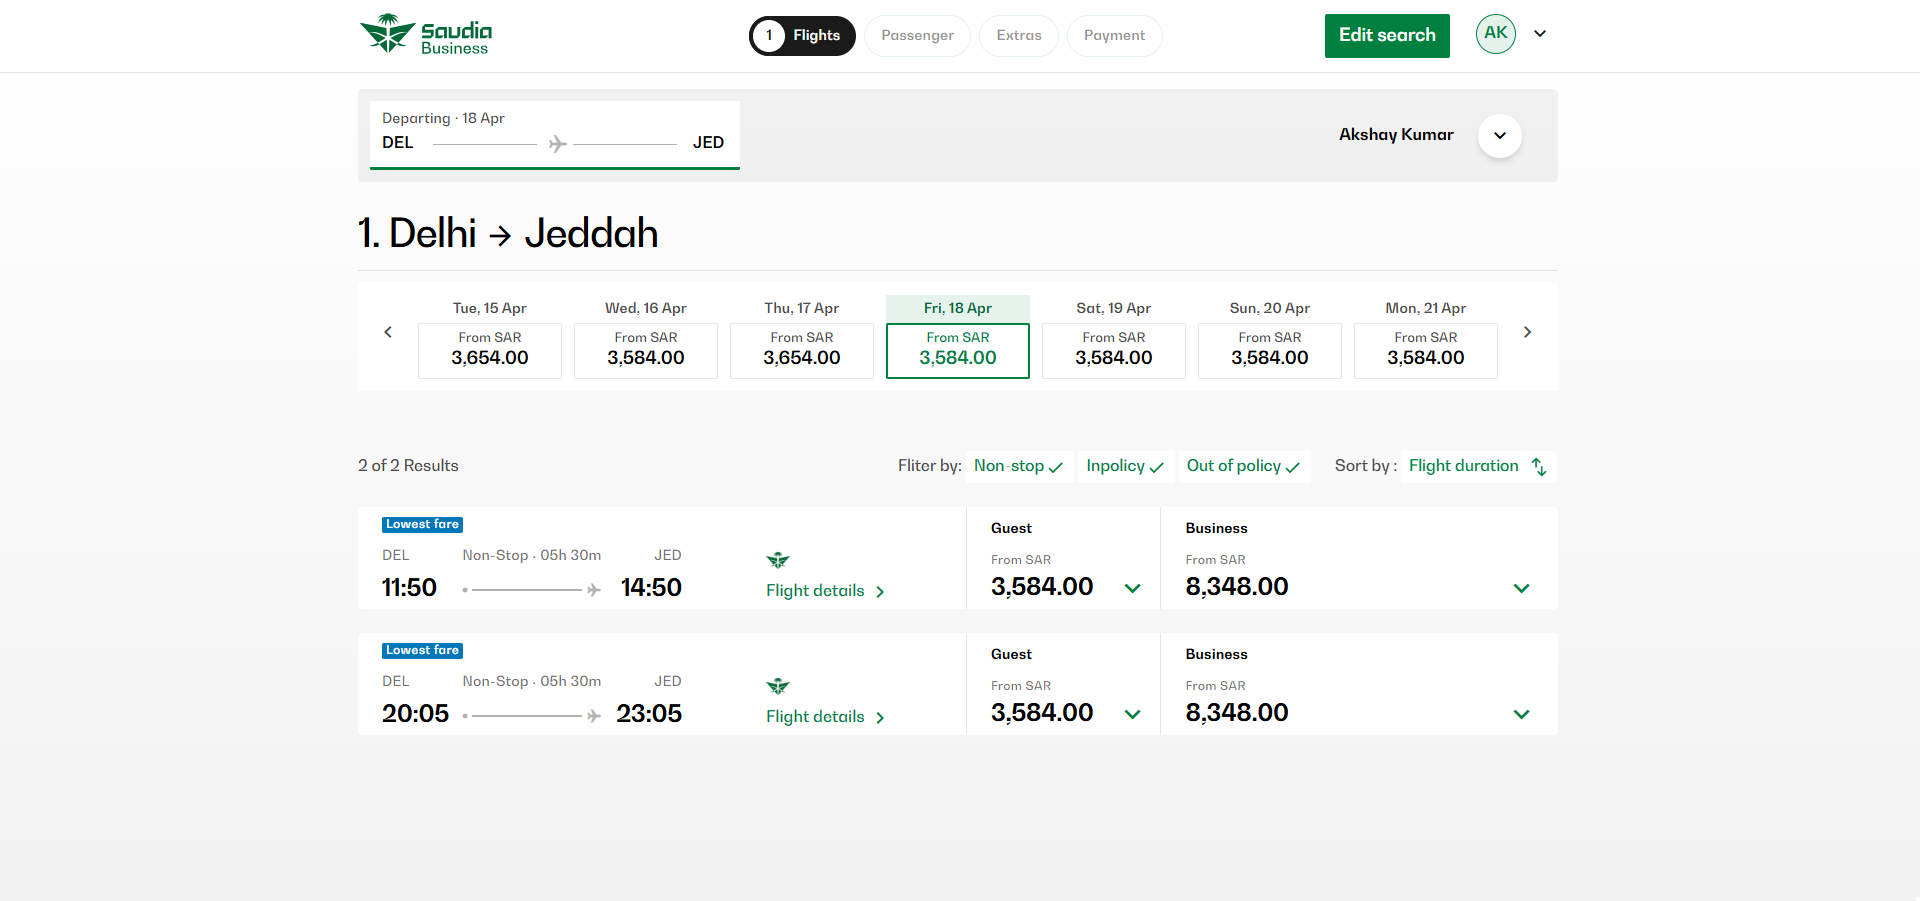 Saudia
Business
1 Flights
Passenger
Extras
Payment
Edit search
AK
Departing · 18 Apr
DEL JED
Akshay Kumar
1. Delhi → Jeddah
Tue, 15 Apr
From SAR
3,654.00
Wed, 16 Apr
From SAR
3,584.00
Thu, 17 Apr
From SAR
3,654.00
Fri, 18 Apr
From SAR
3,584.00
Sat, 19 Apr
From SAR
3,584.00
Sun, 20 Apr
From SAR
3,584.00
Mon, 21 Apr
From SAR
3,584.00
2 of 2 Results
Fliter by: Non-stop Inpolicy Out of policy Sort by : Flight duration
Lowest fare
DEL Non-Stop · 05h 30m JED
11:50 14:50
Flight details
Guest
From SAR
3,584.00
Business
From SAR
8,348.00
Lowest fare
DEL Non-Stop · 05h 30m JED
20:05 23:05
Flight details
Guest
From SAR
3,584.00
Business
From SAR
8,348.00